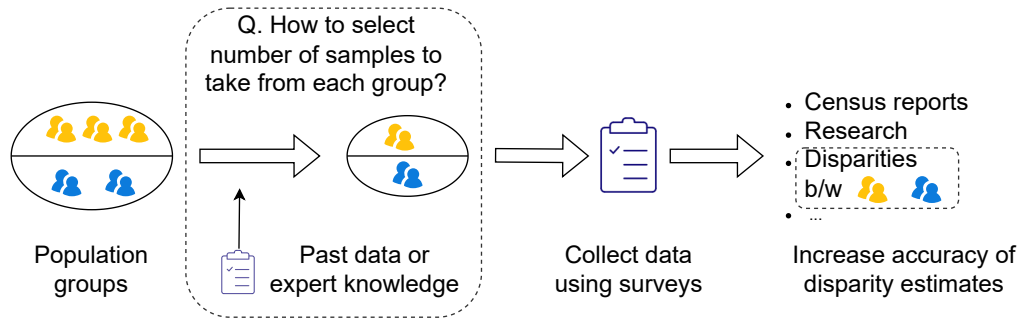 Q. How to select
number of samples to
take from each group?
Population
groups
Past data or
expert knowledge
Collect data
using surveys
• Census reports
• Research
• Disparities
b/w
• ...
Increase accuracy of
disparity estimates